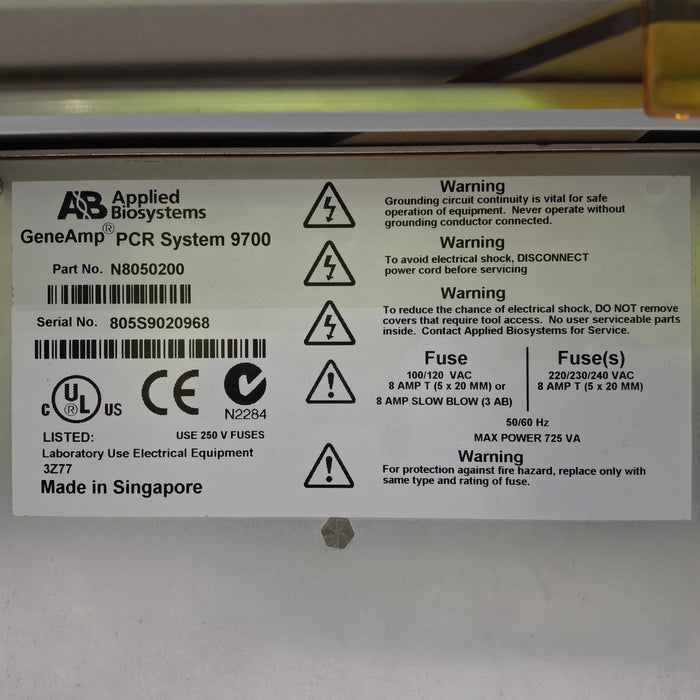 AB Applied
Biosystems
GeneAmp® PCR System 9700
Part No. N8050200
Serial No. 805S9020968
c UL® US
CE
N2284
LISTED: USE 250 V FUSES
Laboratory Use Electrical Equipment
3Z77
Made in Singapore
Warning
Grounding circuit continuity is vital for safe
operation of equipment. Never operate without
grounding conductor connected.
Warning
To avoid electrical shock, DISCONNECT
power cord before servicing
Warning
To reduce the chance of electrical shock, DO NOT remove
covers that require tool access. No user serviceable parts
inside. Contact Applied Biosystems for Service.
Fuse
100/120 VAC
8 AMP T (5 x 20 MM) or
8 AMP SLOW BLOW (3 AB)
Fuse(s)
220/230/240 VAC
8 AMP T (5 x 20 MM)
50/60 Hz
MAX POWER 725 VA
Warning
For protection against fire hazard, replace only with
same type and rating of fuse.